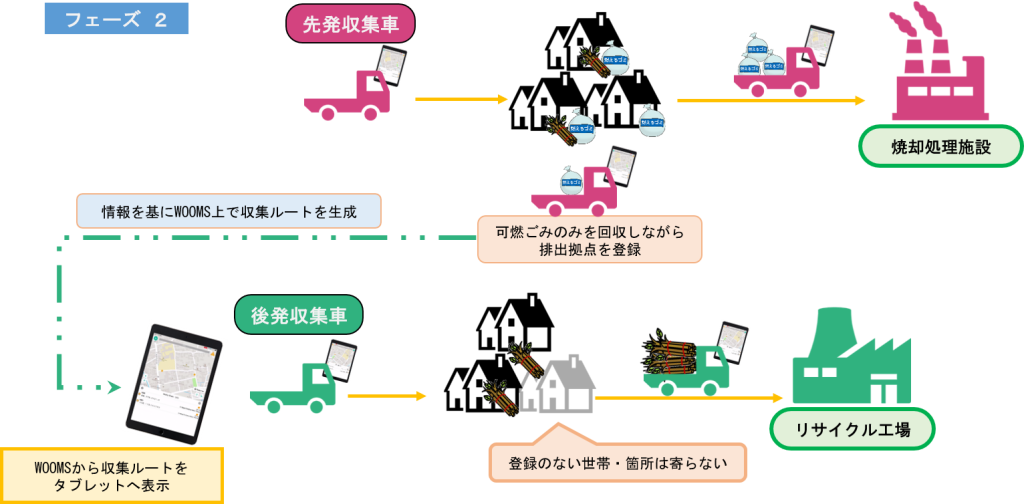 フェーズ 2
先発収集車
燃えるゴミ
燃えるゴミ
燃えるゴミ
燃えるゴミ
燃えるゴミ
燃えるゴミ
焼却処理施設
燃えるゴミ
情報を基にWOOMS上で収集ルートを生成
可燃ごみのみを回収しながら
排出拠点を登録
後発収集車
リサイクル工場
WOOMSから収集ルートを
タブレットへ表示
登録のない世帯・箇所は寄らない